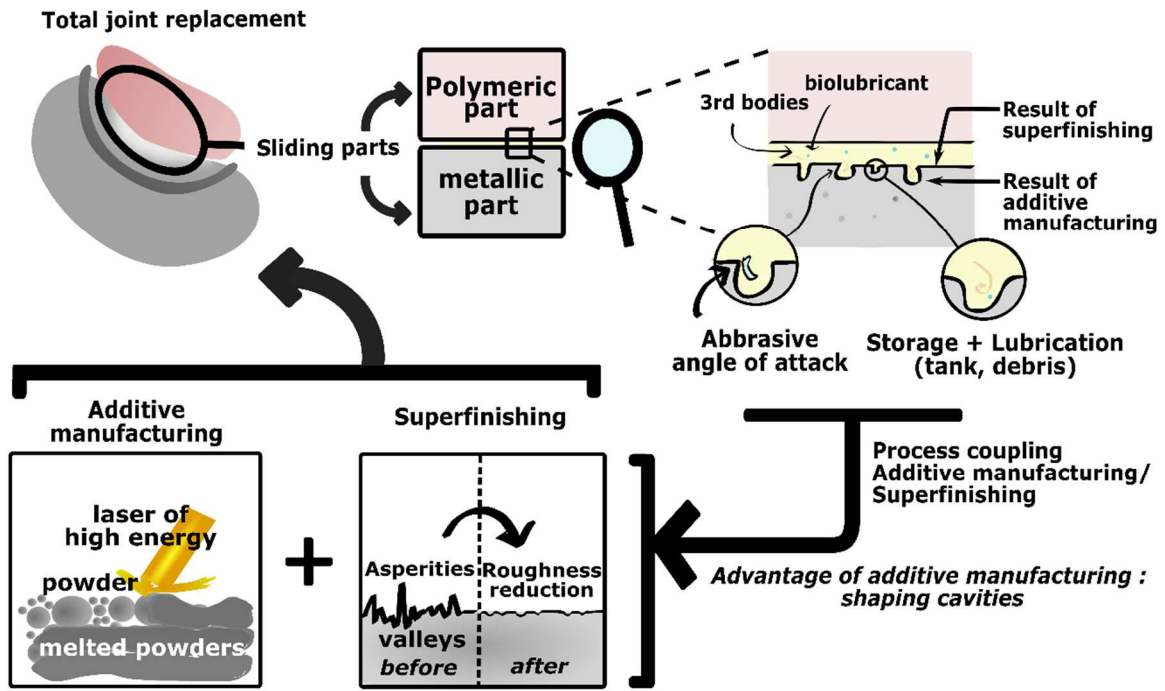 Total joint replacement
Sliding parts
Polymeric
part
metallic
part
biolubricant
3rd bodies
Result of
superfinishing
Result of
additive
manufacturing
Abbrasive
angle of attack
Storage + Lubrication
(tank, debris)
Additive
manufacturing
laser of
high energy
powder
melted powders
+
Superfinishing
Asperities
Roughness
reduction
valleys
before
after
Process coupling
Additive manufacturing/
Superfinishing
Advantage of additive manufacturing :
shaping cavities